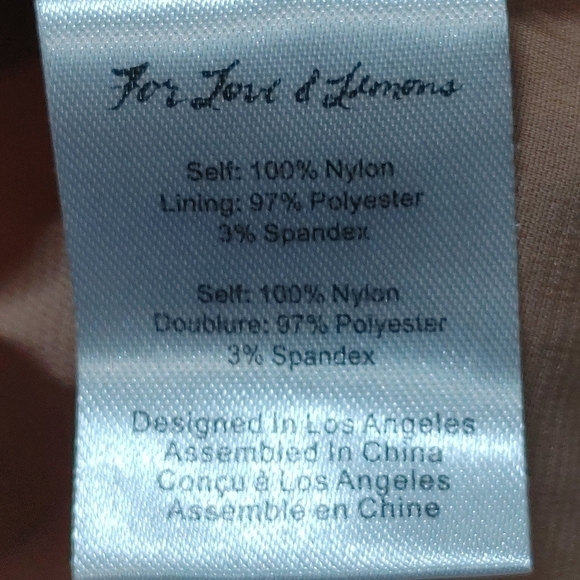 For Love & Lemons
Self: 100% Nylon
Lining: 97% Polyester
3% Spandex
Self: 100% Nylon
Doublure: 97% Polyester
3% Spandex
Designed In Los Angeles
Assembled In China
Conçu à Los Angeles
Assemblé en Chine